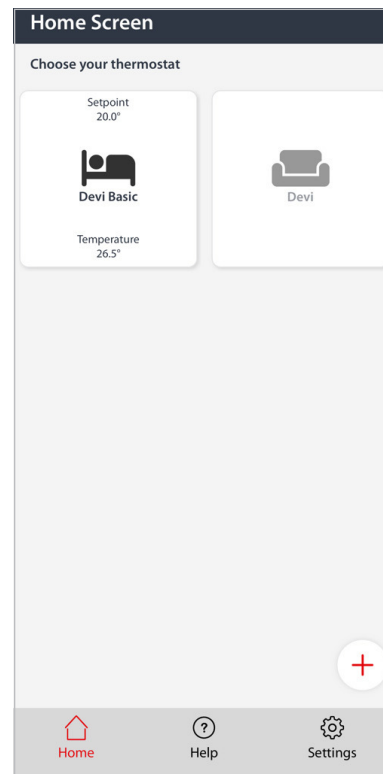 Home Screen
Choose your thermostat
Setpoint
20.0°
Devi Basic
Temperature
26.5°
Devi
?
+
Home
Help
Settings